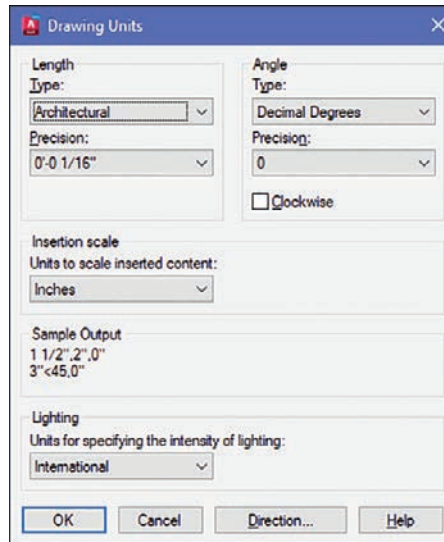 Drawing Units
Length
Type:
Architectural
Precision:
0'-0 1/16"
Angle
Type:
Decimal Degrees
Precision:
0
Clockwise
Insertion scale
Units to scale inserted content:
Inches
Sample Output
1 1/2",2",0"
3"<45,0"
Lighting
Units for specifying the intensity of lighting:
International
OK
Cancel
Direction...
Help